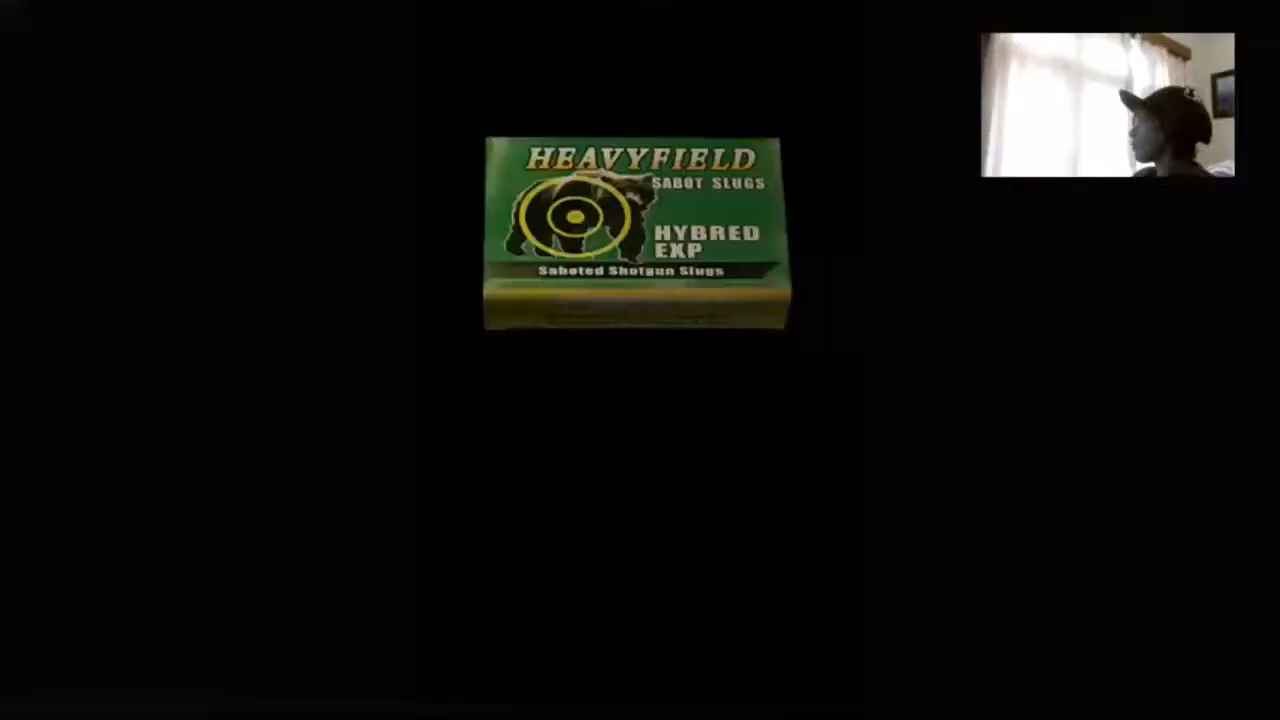 HEAVYFIELD
SABOT SLUGS
HYBRED
EXP
Saboted Shotgun Slugs